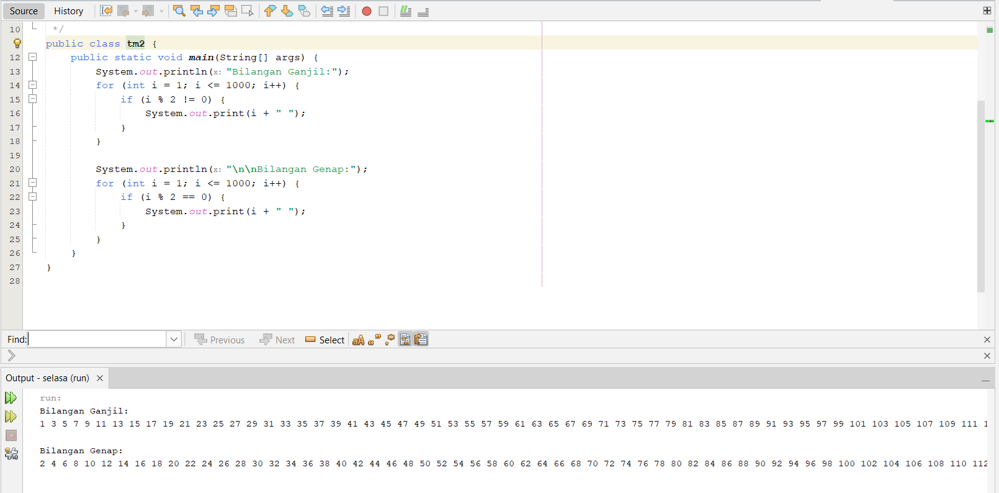 Source History
10 */
public class tm2 {
12 public static void main(String[] args) {
13 System.out.println(x: "Bilangan Ganjil:");
14 for (int i = 1; i <= 1000; i++) {
15 if (i % 2 != 0) {
16 System.out.print(i + " ");
17 }
18 }
19
20 System.out.println(x: "\n\nBilangan Genap:");
21 for (int i = 1; i <= 1000; i++) {
22 if (i % 2 == 0) {
23 System.out.print(i + " ");
24 }
25 }
26 }
27 }
28
Find: Previous Next Select aA
Output - selasa (run)
run:
Bilangan Ganjil:
1 3 5 7 9 11 13 15 17 19 21 23 25 27 29 31 33 35 37 39 41 43 45 47 49 51 53 55 57 59 61 63 65 67 69 71 73 75 77 79 81 83 85 87 89 91 93 95 97 99 101 103 105 107 109 111 1
Bilangan Genap:
2 4 6 8 10 12 14 16 18 20 22 24 26 28 30 32 34 36 38 40 42 44 46 48 50 52 54 56 58 60 62 64 66 68 70 72 74 76 78 80 82 84 86 88 90 92 94 96 98 100 102 104 106 108 110 112